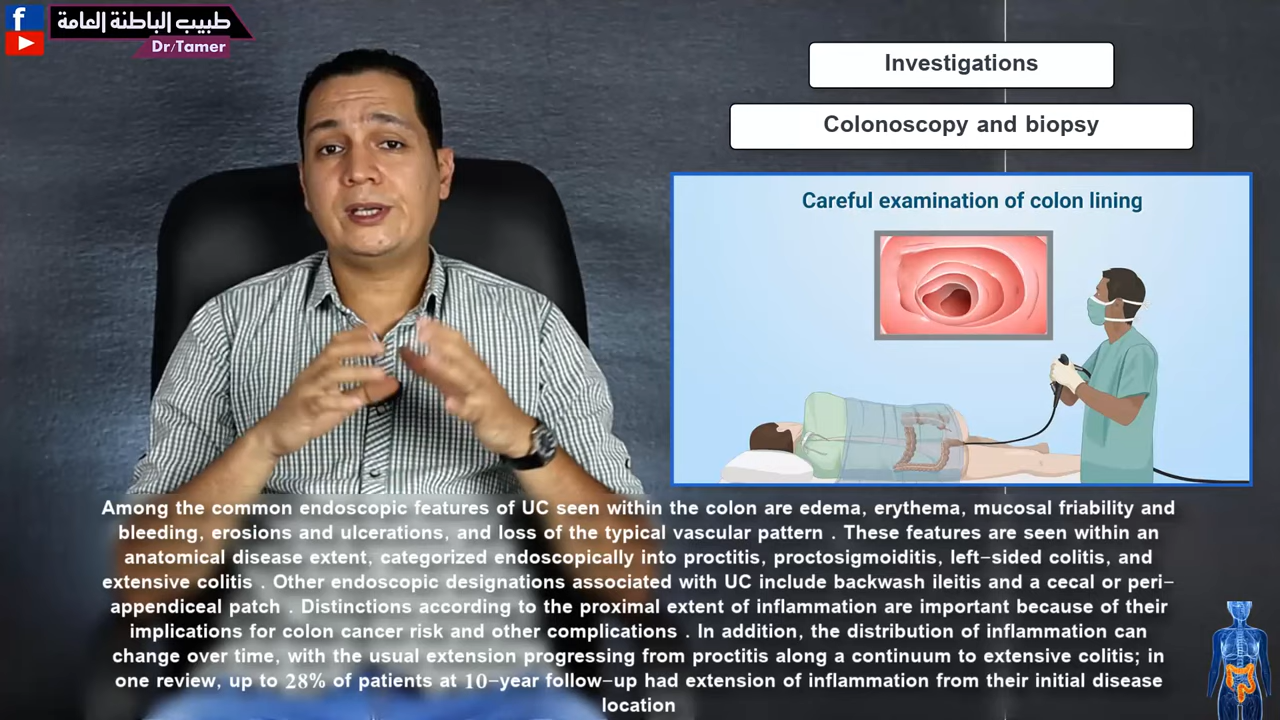 طبيب الباطنة العامة
Dr/Tamer
Investigations
Colonoscopy and biopsy
Careful examination of colon lining
Among the common endoscopic features of UC seen within the colon are edema, erythema, mucosal friability and
bleeding, erosions and ulcerations, and loss of the typical vascular pattern . These features are seen within an
anatomical disease extent, categorized endoscopically into proctitis, proctosigmoiditis, left-sided colitis, and
extensive colitis . Other endoscopic designations associated with UC include backwash ileitis and a cecal or peri-
appendiceal patch . Distinctions according to the proximal extent of inflammation are important because of their
implications for colon cancer risk and other complications . In addition, the distribution of inflammation can
change over time, with the usual extension progressing from proctitis along a continuum to extensive colitis; in
one review, up to 28% of patients at 10-year follow-up had extension of inflammation from their initial disease
location